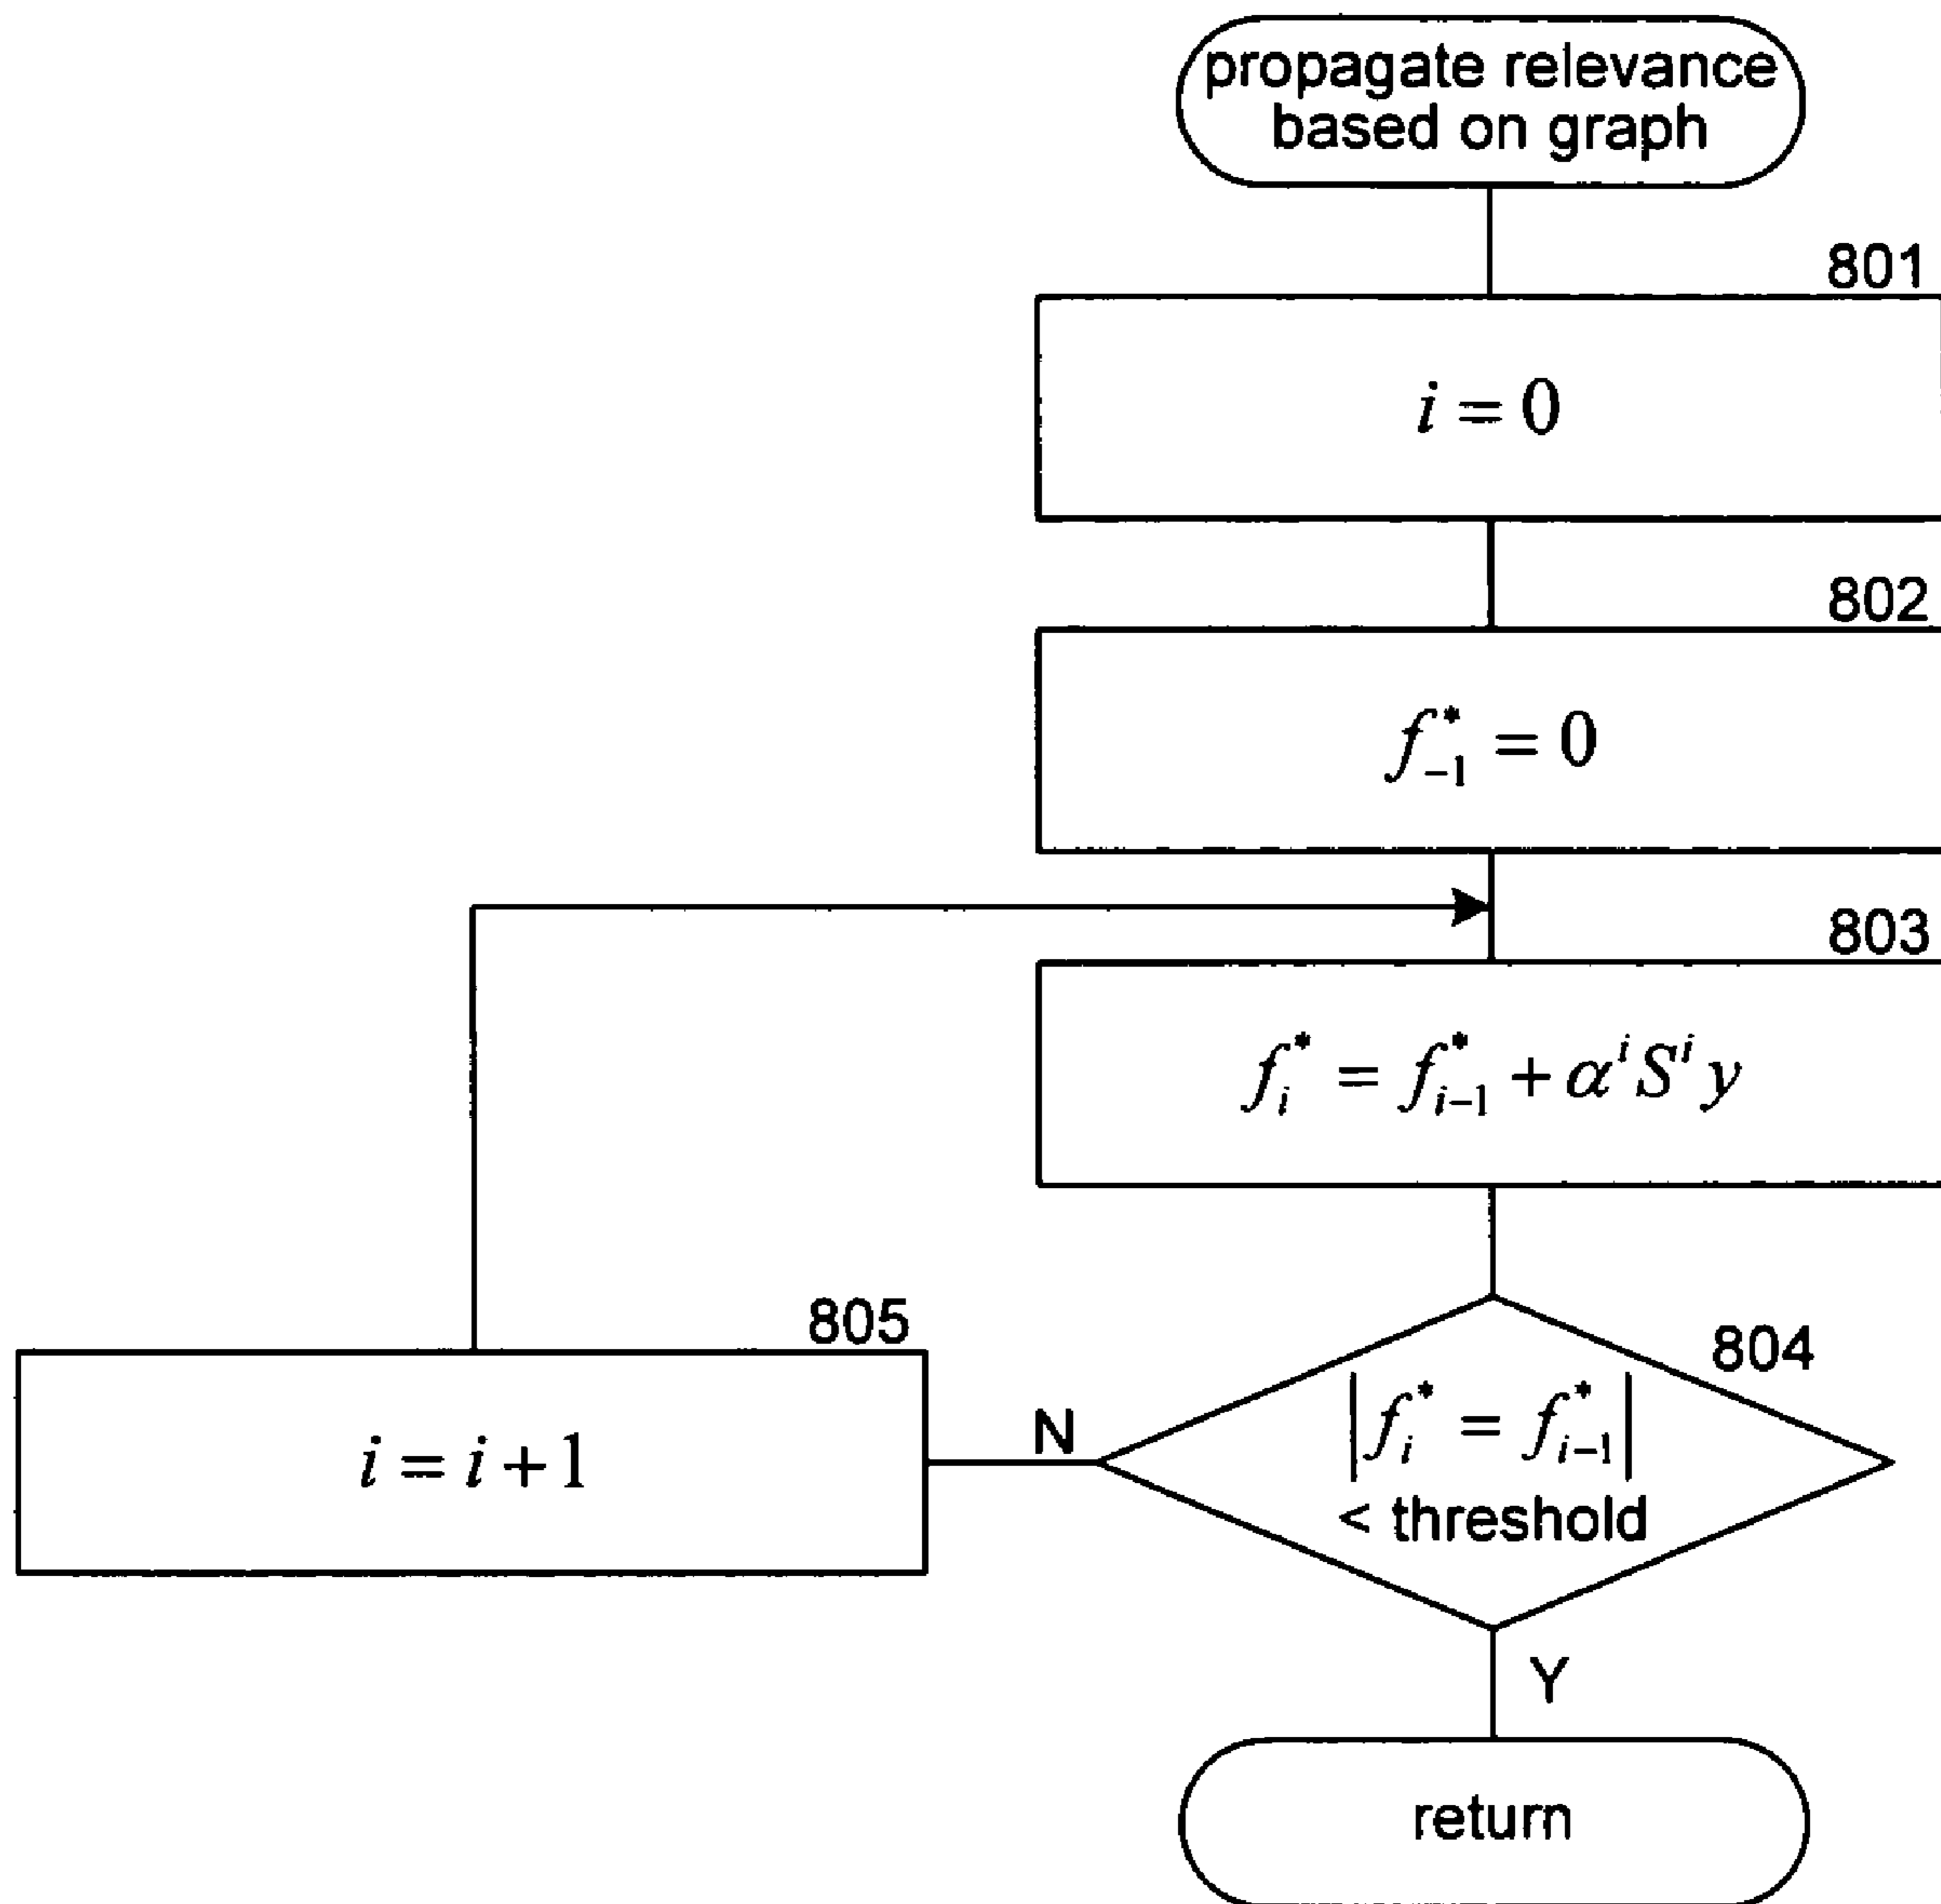 propagate relevance
based on graph
801
i = 0
802
f*₋₁ = 0
803
f*ᵢ = f*ᵢ₋₁ + αⁱSⁱy
805
804
i = i + 1
N
|f*ᵢ = f*ᵢ₋₁|
< threshold
Y
return